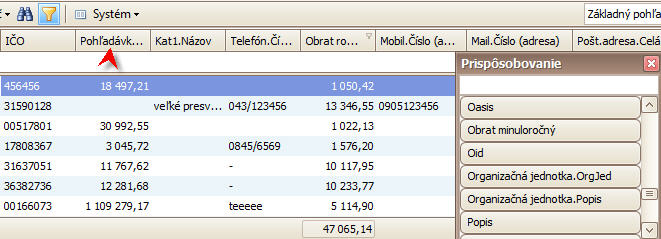 Systém Základný pohľa
IČO Pohľadávk... Kat1.Názov Telefón.Čí... Obrat ro... Mobil.Číslo (a... Mail.Číslo (adresa) Pošt.adresa.Celá
Prispôsobovanie
456456 18 497,21 1 050,42
31590128 veľké presv... 043/123456 13 346,55 0905123456
Oasis
00517801 30 992,55 1 022,13
Obrat minuloročný
17808367 3 045,72 0845/6569 1 576,20
Oid
31637051 11 767,62 - 10 117,95
Organizačná jednotka.OrgJed
36382736 12 281,68 - 10 233,77
Organizačná jednotka.Popis
00166073 1 109 279,17 teeeee 5 114,90
Popis
47 065,14